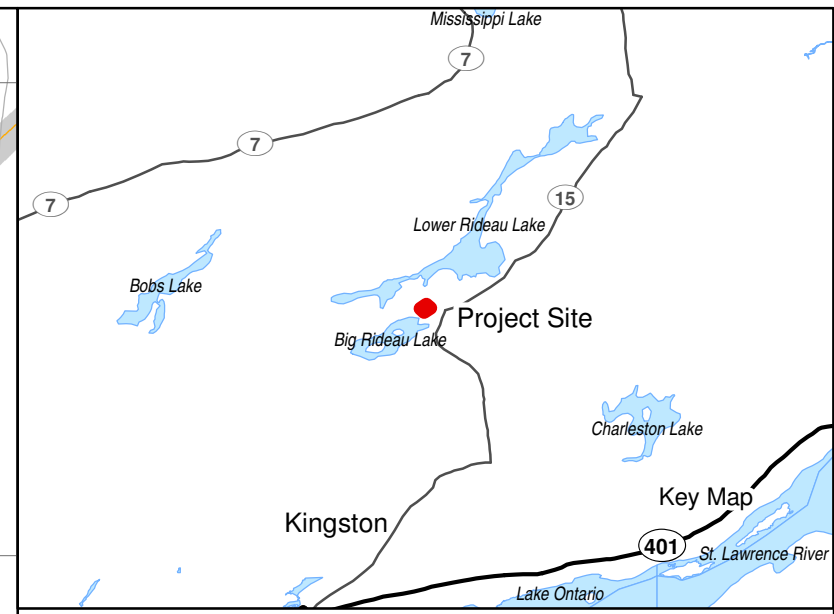 Mississippi Lake
7
7
7
15
Lower Rideau Lake
Bobs Lake
Project Site
Big Rideau Lake
Charleston Lake
Key Map
Kingston
401
St. Lawrence River
Lake Ontario